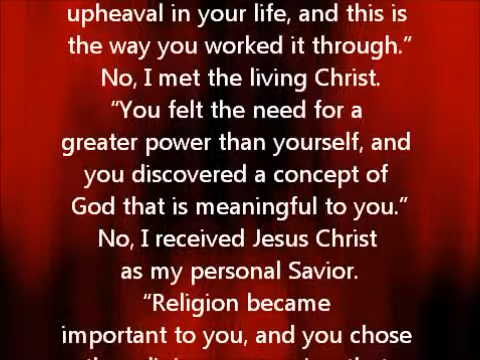 upheaval in your life, and this is
the way you worked it through.”
No, I met the living Christ.
“You felt the need for a
greater power than yourself, and
you discovered a concept of
God that is meaningful to you.”
No, I received Jesus Christ
as my personal Savior.
“Religion became
important to you, and you chose